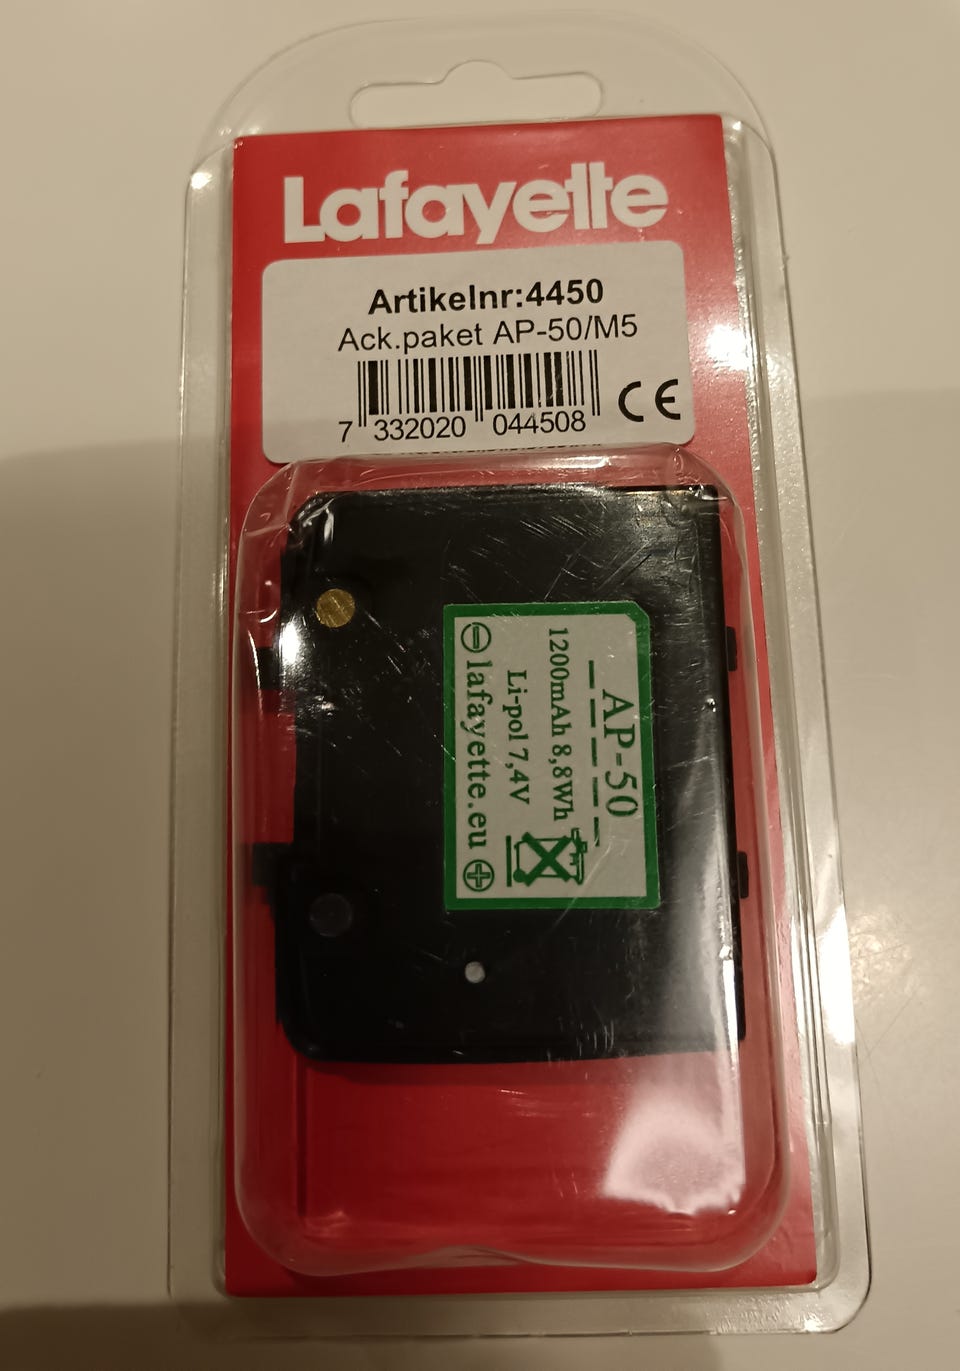 Lafayette
Artikelnr:4450
Ack.paket AP-50/M5
7 332020 044508
CE
AP-50
1200mAh 8,8Wh
Li-pol 7,4V
lafayette.eu